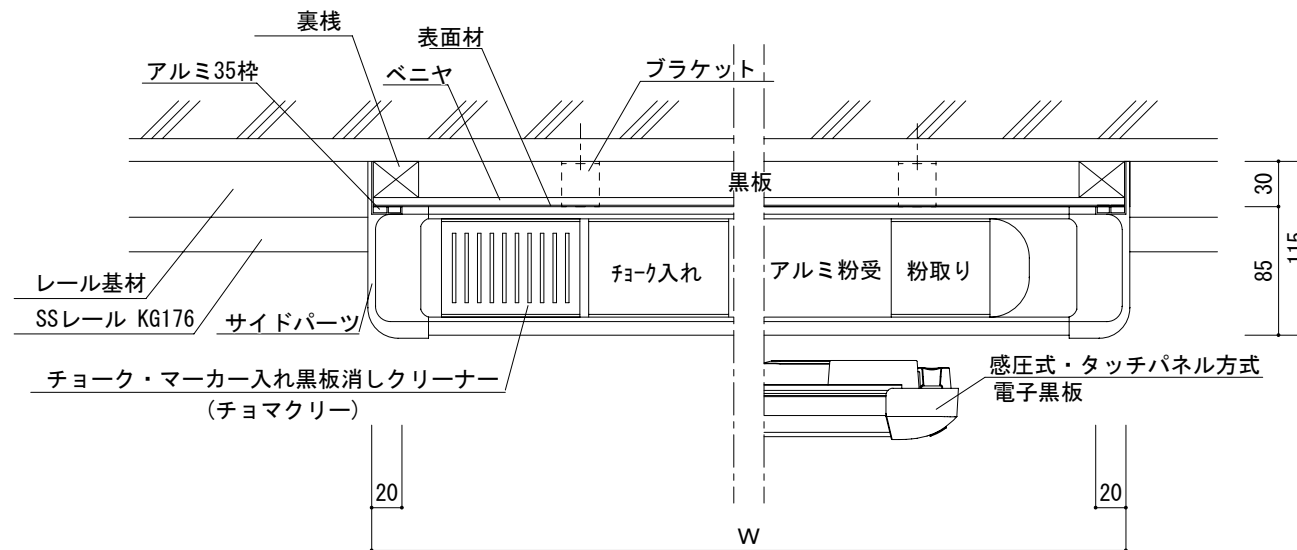 裏桟
表面材
アルミ35枠
ベニヤ
ブラケット
黒板
30
115
85
ﾁｮｰｸ入れ
アルミ粉受
粉取り
レール基材
SSレール KG176
サイドパーツ
チョーク・マーカー入れ黒板消しクリーナー
(チョマクリー)
感圧式・タッチパネル方式
電子黒板
20
20
W